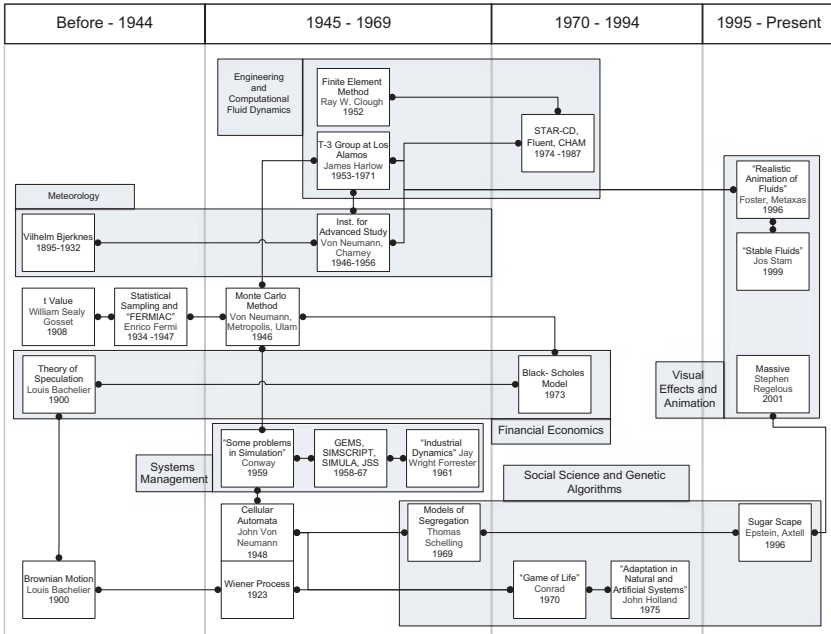 Before - 1944
1945 - 1969
1970 - 1994
1995 - Present
Engineering
and
Computational
Fluid Dynamics
Finite Element
Method
Ray W. Clough
1952
STAR-CD,
Fluent, CHAM
1974 -1987
T-3 Group at Los
Alamos
James Harlow
1953-1971
"Realistic
Animation of
Fluids"
Foster, Metaxas
1996
Meteorology
Vilhelm Bjerknes
1895-1932
Inst. for
Advanced Study
Von Neumann,
Charney
1946-1956
"Stable Fluids"
Jos Stam
1999
t Value
William Sealy
Gosset
1908
Statistical
Sampling and
"FERMIAC"
Enrico Fermi
1934 -1947
Monte Carlo
Method
Von Neumann,
Metropolis, Ulam
1946
Theory of
Speculation
Louis Bachelier
1900
Black- Scholes
Model
1973
Visual
Effects and
Animation
Massive
Stephen
Regelous
2001
Financial Economics
Systems
Management
"Some problems
in Simulation"
Conway
1959
GEMS,
SIMSCRIPT,
SIMULA, JSS
1958-67
"Industrial
Dynamics" Jay
Wright Forrester
1961
Social Science and Genetic
Algorithms
Cellular
Automata
John Von
Neumann
1948
Models of
Segregation
Thomas
Schelling
1969
Sugar Scape
Epstein, Axtell
1996
Brownian Motion
Louis Bachelier
1900
Wiener Process
1923
"Game of Life"
Conrad
1970
"Adaptation in
Natural and
Artificial Systems"
John Holland
1975